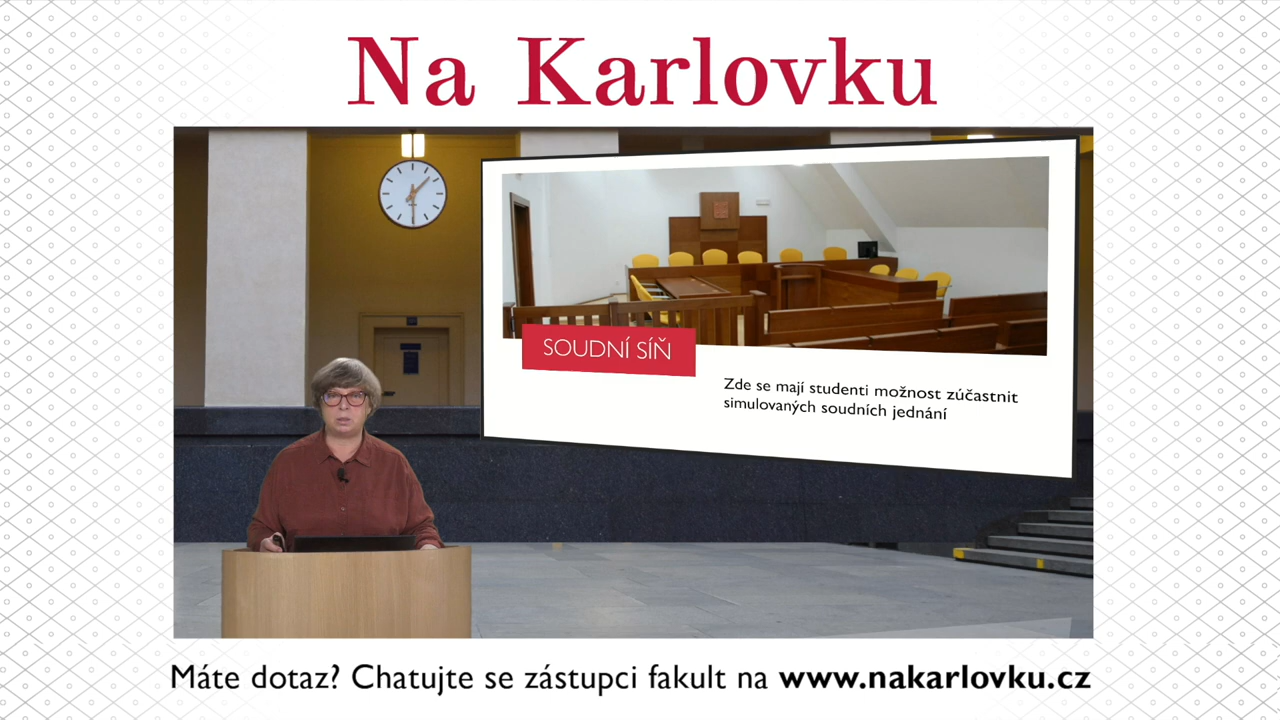 Na Karlovku
SOUDNÍ SÍŇ
Zde se mají studenti možnost zúčastnit
simulovaných soudních jednání
Máte dotaz? Chatujte se zástupci fakult na www.nakarlovku.cz